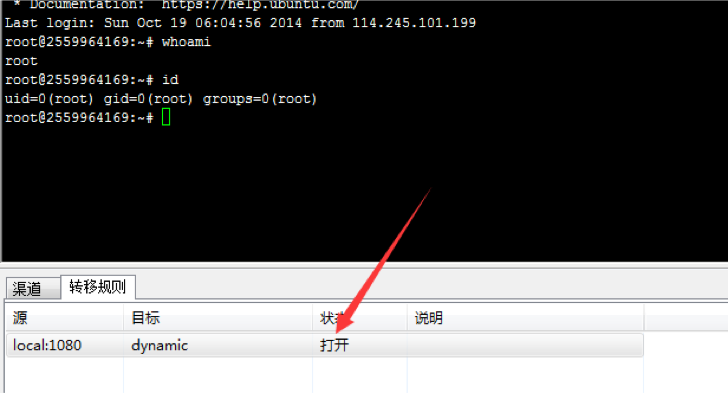 * Documentation:  https://help.ubuntu.com/
Last login: Sun Oct 19 06:04:56 2014 from 114.245.101.199
root@2559964169:~# whoami
root
root@2559964169:~# id
uid=0(root) gid=0(root) groups=0(root)
root@2559964169:~#
渠道 转移规则
源 目标 状态 说明
local:1080 dynamic 打开